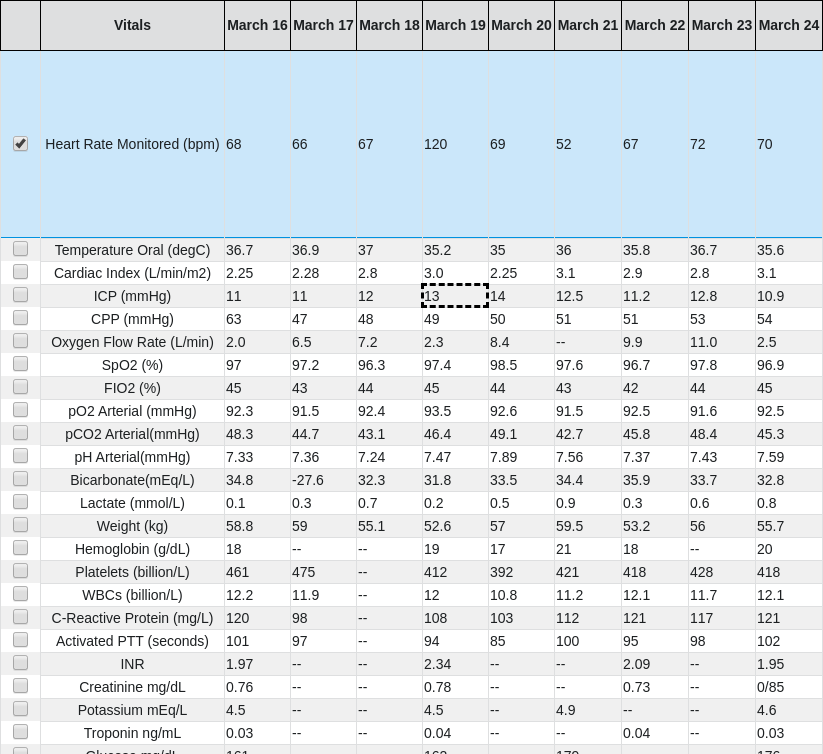 Vitals March 16 March 17 March 18 March 19 March 20 March 21 March 22 March 23 March 24
Heart Rate Monitored (bpm) 68 66 67 120 69 52 67 72 70
Temperature Oral (degC) 36.7 36.9 37 35.2 35 36 35.8 36.7 35.6
Cardiac Index (L/min/m2) 2.25 2.28 2.8 3.0 2.25 3.1 2.9 2.8 3.1
ICP (mmHg) 11 11 12 13 14 12.5 11.2 12.8 10.9
CPP (mmHg) 63 47 48 49 50 51 51 53 54
Oxygen Flow Rate (L/min) 2.0 6.5 7.2 2.3 8.4 -- 9.9 11.0 2.5
SpO2 (%) 97 97.2 96.3 97.4 98.5 97.6 96.7 97.8 96.9
FIO2 (%) 45 43 44 45 44 43 42 44 45
pO2 Arterial (mmHg) 92.3 91.5 92.4 93.5 92.6 91.5 92.5 91.6 92.5
pCO2 Arterial(mmHg) 48.3 44.7 43.1 46.4 49.1 42.7 45.8 48.4 45.3
pH Arterial(mmHg) 7.33 7.36 7.24 7.47 7.89 7.56 7.37 7.43 7.59
Bicarbonate(mEq/L) 34.8 -27.6 32.3 31.8 33.5 34.4 35.9 33.7 32.8
Lactate (mmol/L) 0.1 0.3 0.7 0.2 0.5 0.9 0.3 0.6 0.8
Weight (kg) 58.8 59 55.1 52.6 57 59.5 53.2 56 55.7
Hemoglobin (g/dL) 18 -- -- 19 17 21 18 -- 20
Platelets (billion/L) 461 475 -- 412 392 421 418 428 418
WBCs (billion/L) 12.2 11.9 -- 12 10.8 11.2 12.1 11.7 12.1
C-Reactive Protein (mg/L) 120 98 -- 108 103 112 121 117 121
Activated PTT (seconds) 101 97 -- 94 85 100 95 98 102
INR 1.97 -- -- 2.34 -- -- 2.09 -- 1.95
Creatinine mg/dL 0.76 -- -- 0.78 -- -- 0.73 -- 0/85
Potassium mEq/L 4.5 -- -- 4.5 -- 4.9 -- -- 4.6
Troponin ng/mL 0.03 -- -- 0.04 -- -- 0.04 -- 0.03